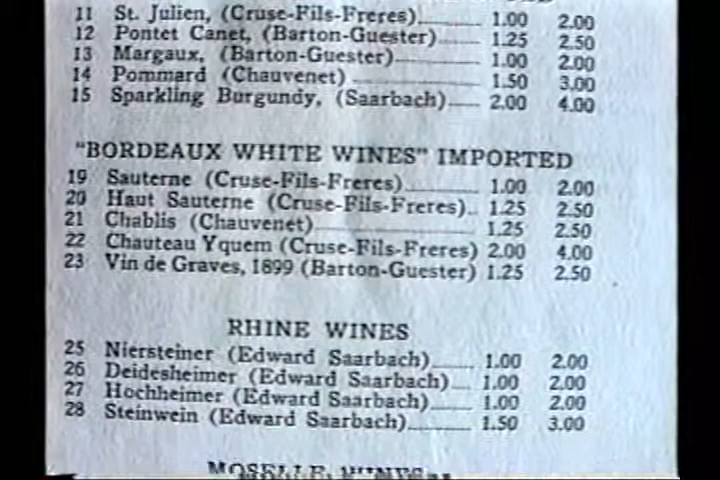 11 St. Julien, (Cruse-Fils-Freres) 1.00 2.00
12 Pontet Canet, (Barton-Guester) 1.25 2.50
13 Margaux, (Barton-Guester) 1.00 2.00
14 Pommard (Chauvenet) 1.50 3.00
15 Sparkling Burgundy, (Saarbach) 2.00 4.00
"BORDEAUX WHITE WINES" IMPORTED
19 Sauterne (Cruse-Fils-Freres) 1.00 2.00
20 Haut Sauterne (Cruse-Fils-Freres) 1.25 2.50
21 Chablis (Chauvenet) 1.25 2.50
22 Chauteau Yquem (Cruse-Fils-Freres) 2.00 4.00
23 Vin de Graves, 1899 (Barton-Guester) 1.25 2.50
RHINE WINES
25 Niersteiner (Edward Saarbach) 1.00 2.00
26 Deidesheimer (Edward Saarbach) 1.00 2.00
27 Hochheimer (Edward Saarbach) 1.00 2.00
28 Steinwein (Edward Saarbach) 1.50 3.00
MOSELLE WINES